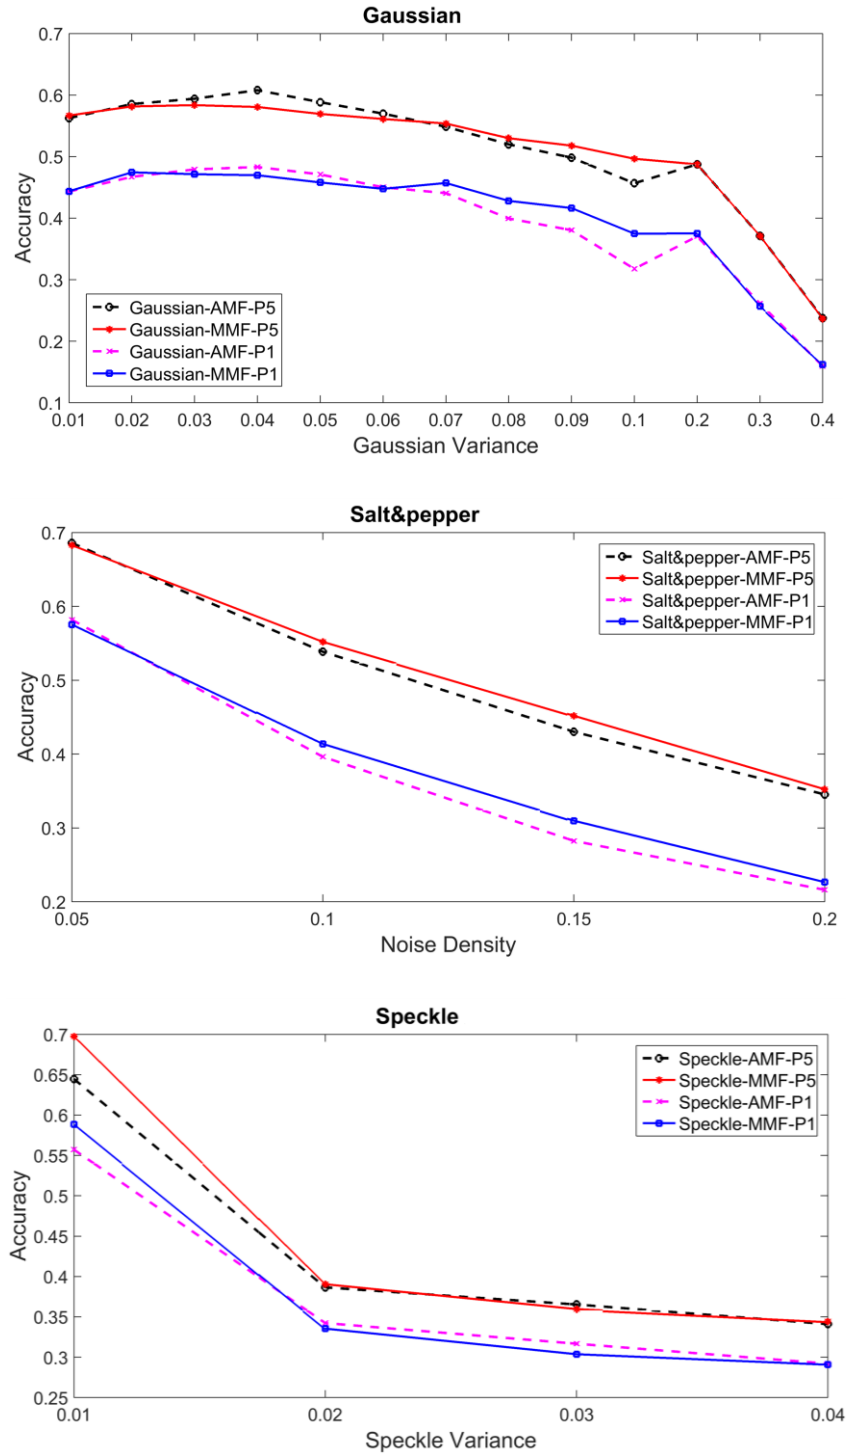 Gaussian
0.7
0.6
0.5
0.4
0.3
0.2
0.1
Accuracy
Gaussian-AMF-P5
Gaussian-MMF-P5
Gaussian-AMF-P1
Gaussian-MMF-P1
0.01 0.02 0.03 0.04 0.05 0.06 0.07 0.08 0.09 0.1 0.2 0.3 0.4
Gaussian Variance
Salt&pepper
0.7
0.6
0.5
0.4
0.3
0.2
Accuracy
Salt&pepper-AMF-P5
Salt&pepper-MMF-P5
Salt&pepper-AMF-P1
Salt&pepper-MMF-P1
0.05 0.1 0.15 0.2
Noise Density
Speckle
0.7
0.65
0.6
0.55
0.5
0.45
0.4
0.35
0.3
0.25
Accuracy
Speckle-AMF-P5
Speckle-MMF-P5
Speckle-AMF-P1
Speckle-MMF-P1
0.01 0.02 0.03 0.04
Speckle Variance